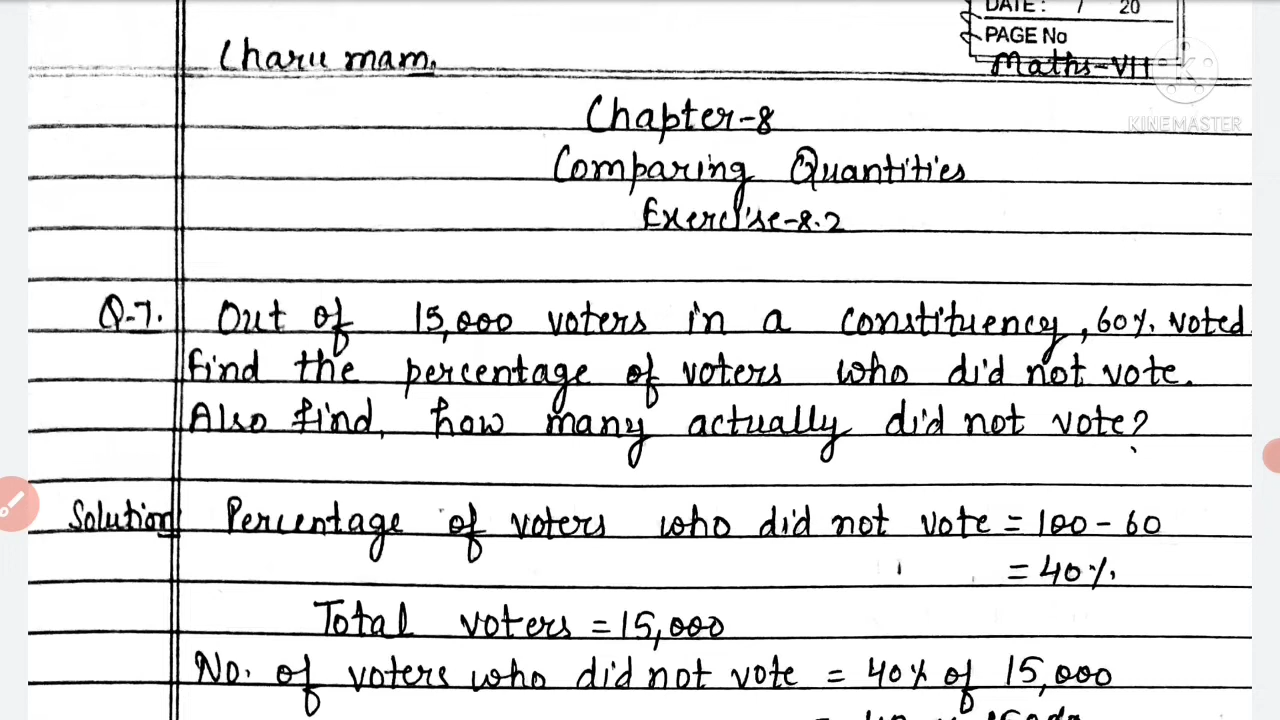 DATE: / 20
PAGE No
Charu mam.
Maths-VII
KINEMASTER
Chapter-8
Comparing Quantities
Exercise-8.2
Q-7. Out of 15,000 voters in a constituency, 60% voted.
Find the percentage of voters who did not vote.
Also find, how many actually did not vote?
Solution Percentage of voters who did not vote = 100 - 60
= 40%
Total voters = 15,000
No. of voters who did not vote = 40% of 15,000